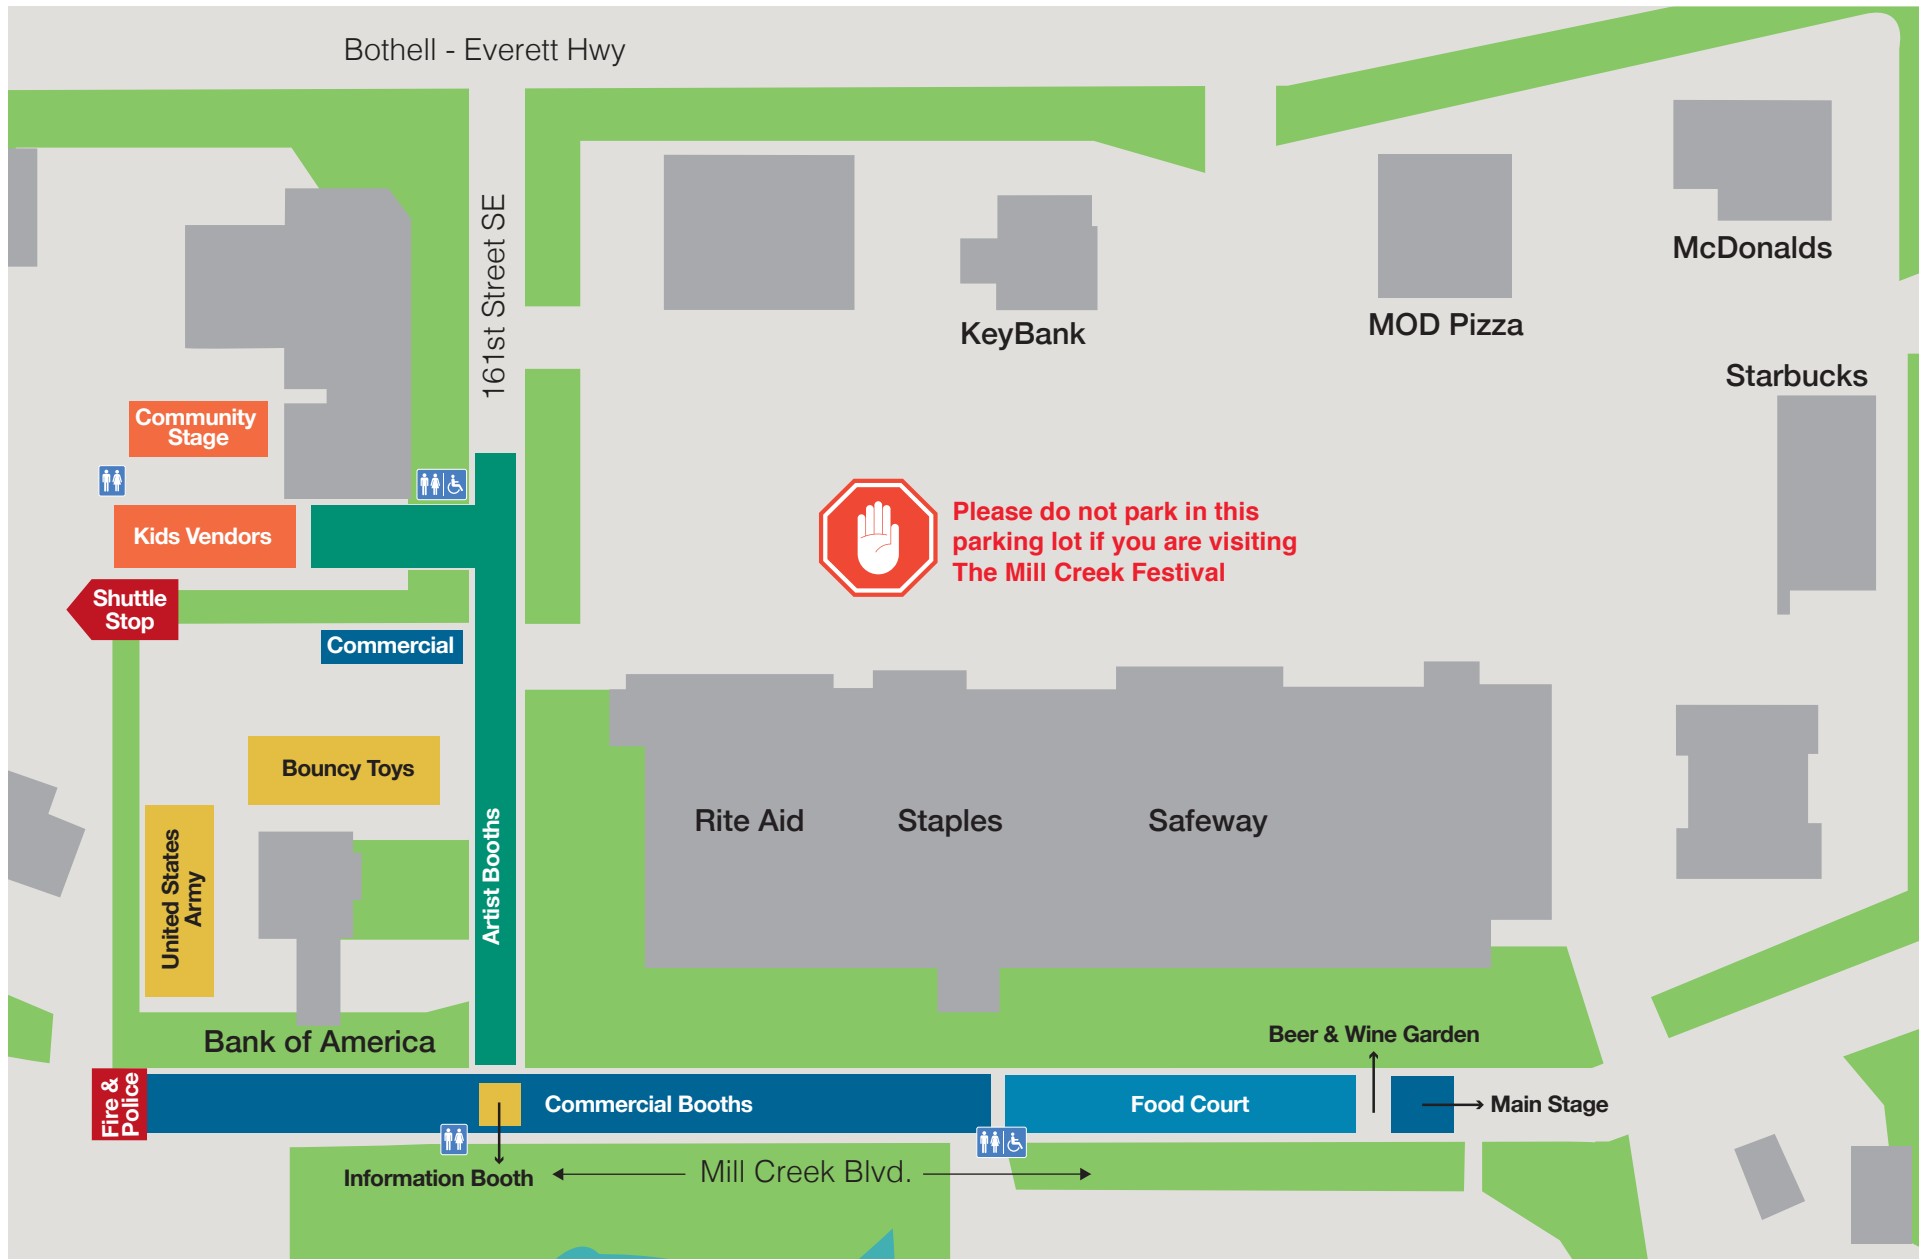 Bothell - Everett Hwy
161st Street SE
McDonalds
KeyBank
MOD Pizza
Starbucks
Community
Stage
Kids Vendors
Shuttle
Stop
Please do not park in this
parking lot if you are visiting
The Mill Creek Festival
Commercial
Bouncy Toys
United States
Army
Artist Booths
Rite Aid
Staples
Safeway
Bank of America
Beer & Wine Garden
Fire &
Police
Commercial Booths
Food Court
Main Stage
Information Booth
Mill Creek Blvd.